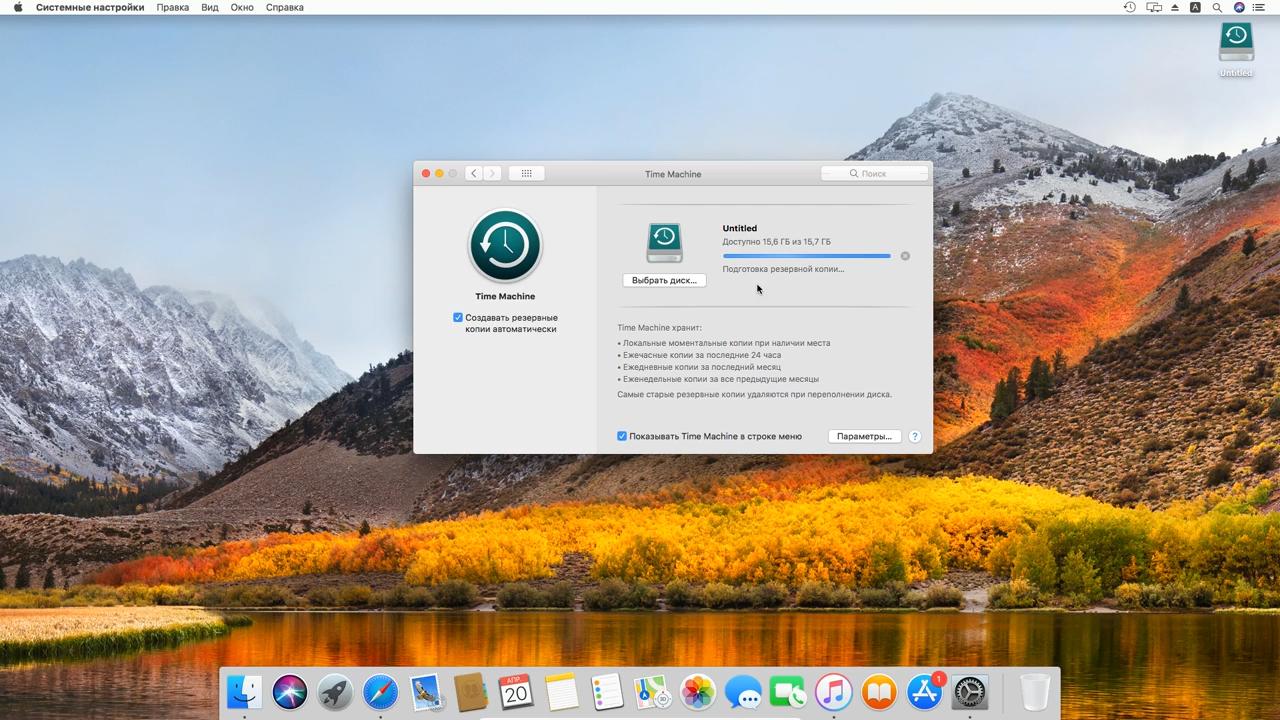 Системные настройки Правка Вид Окно Справка
A
Untitled
Time Machine
Поиск
Time Machine
Создавать резервные
копии автоматически
Выбрать диск...
Untitled
Доступно 15,6 ГБ из 15,7 ГБ
Подготовка резервной копии...
Time Machine хранит:
• Локальные моментальные копии при наличии места
• Ежечасные копии за последние 24 часа
• Ежедневные копии за последний месяц
• Еженедельные копии за все предыдущие месяцы
Самые старые резервные копии удаляются при переполнении диска.
Показывать Time Machine в строке меню
Параметры...
?
АПР.
20
1